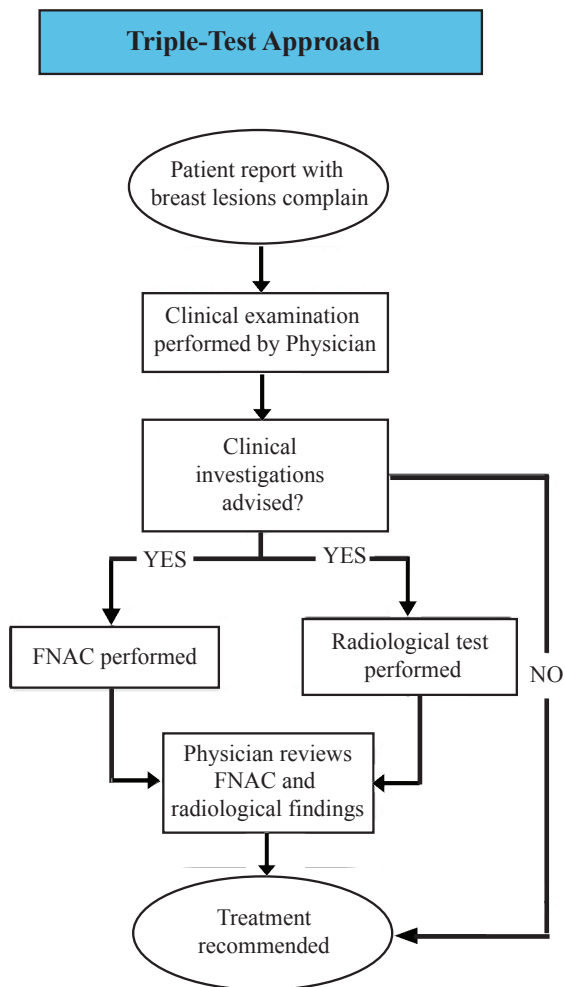 Triple-Test Approach
Patient report with
breast lesions complain
Clinical examination
performed by Physician
Clinical
investigations
advised?
YES
YES
FNAC performed
Radiological test
performed
NO
Physician reviews
FNAC and
radiological findings
Treatment
recommended